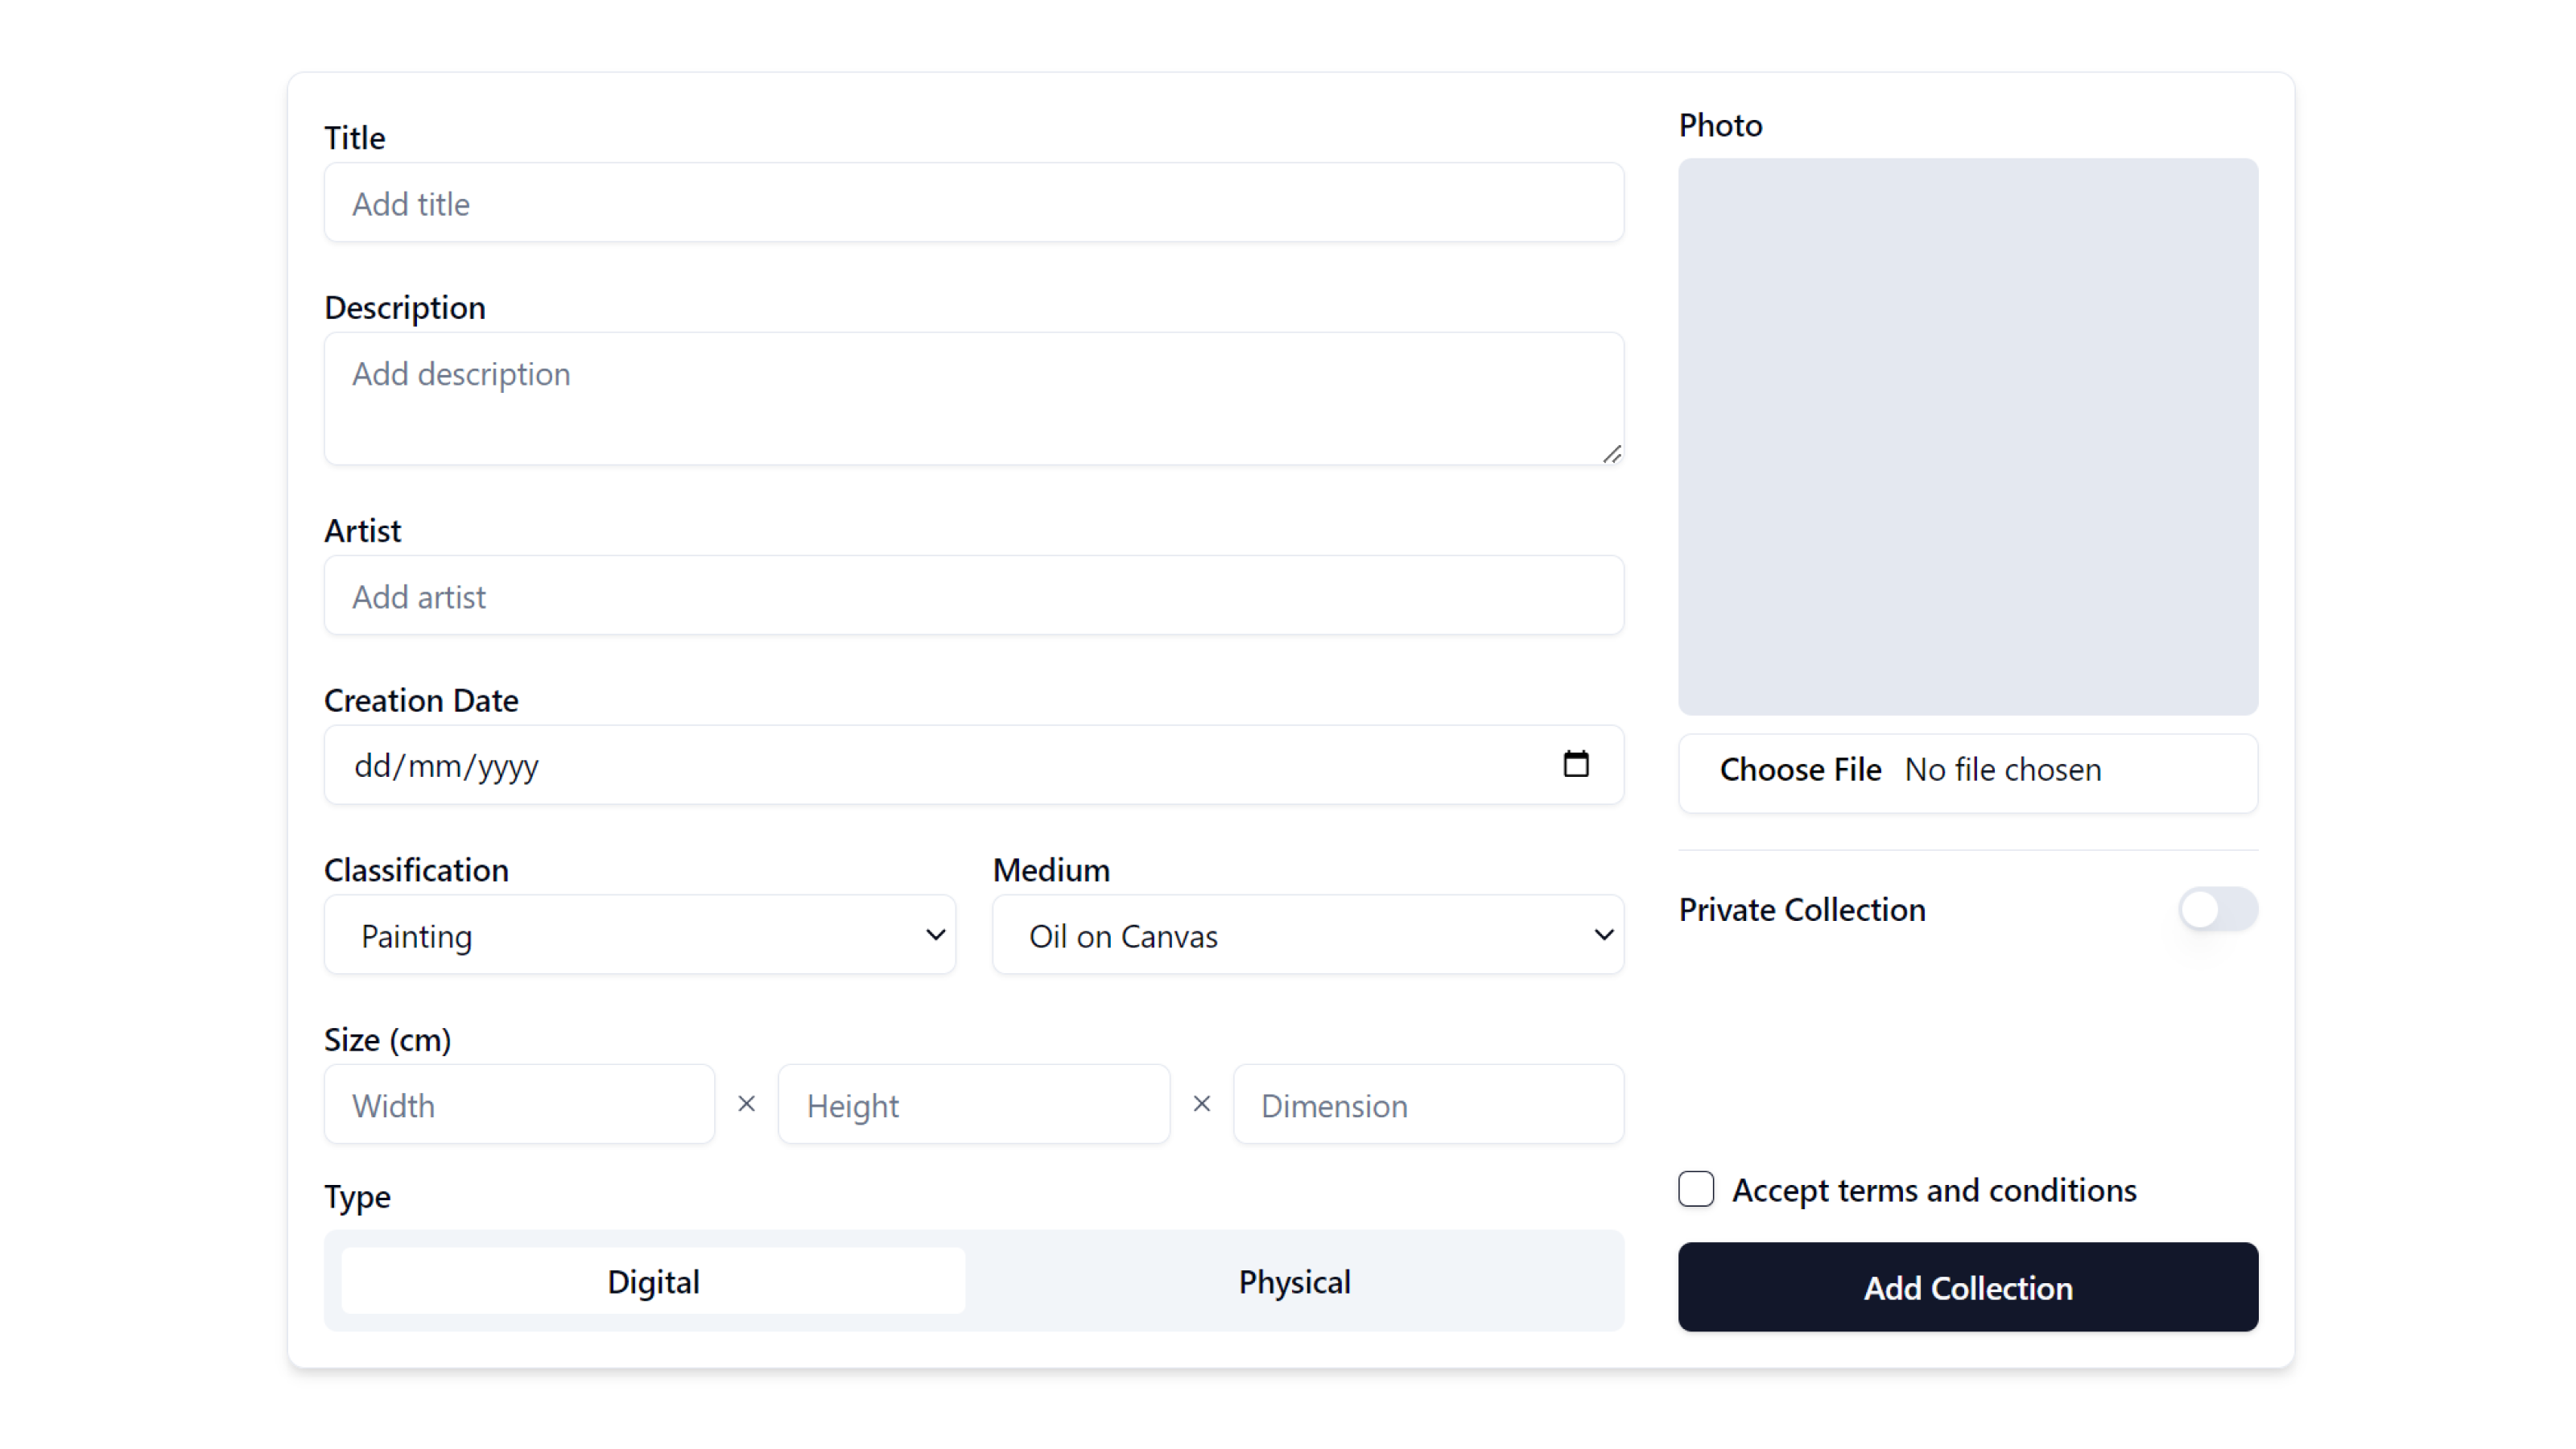 Title
Add title
Description
Add description
Artist
Add artist
Creation Date
dd/mm/yyyy
Classification
Painting
Medium
Oil on Canvas
Size (cm)
Width × Height × Dimension
Type
Digital
Physical
Photo
Choose File No file chosen
Private Collection
Accept terms and conditions
Add Collection